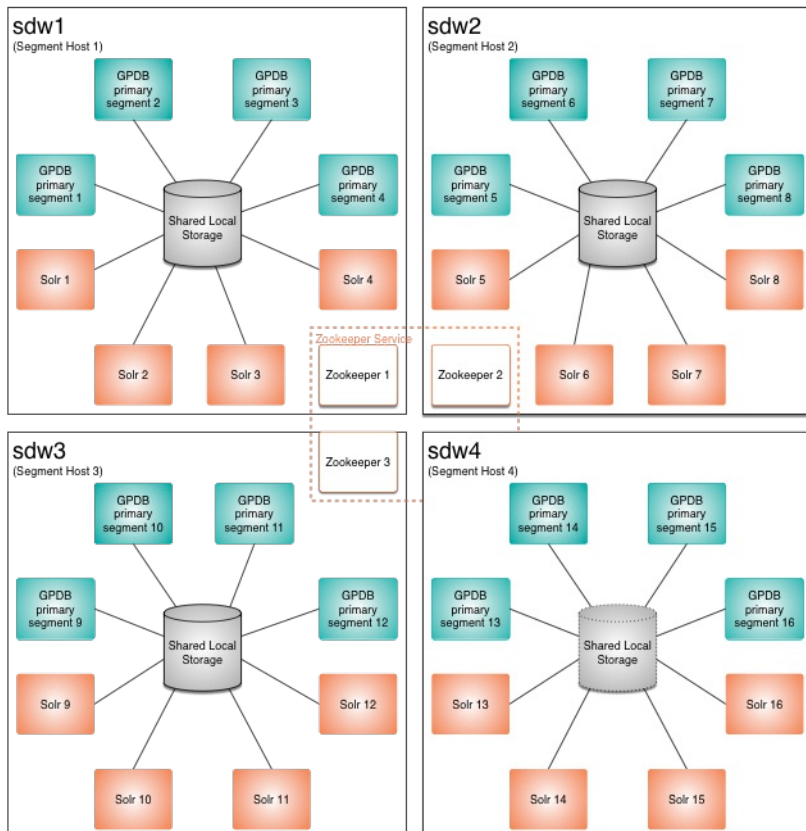 sdw1
(Segment Host 1)
GPDB
primary
segment 2
GPDB
primary
segment 3
GPDB
primary
segment 1
GPDB
primary
segment 4
Shared Local
Storage
Solr 1
Solr 4
Solr 2
Solr 3
sdw2
(Segment Host 2)
GPDB
primary
segment 6
GPDB
primary
segment 7
GPDB
primary
segment 5
GPDB
primary
segment 8
Shared Local
Storage
Solr 5
Solr 8
Solr 6
Solr 7
Zookeeper Service
Zookeeper 1
Zookeeper 2
Zookeeper 3
sdw3
(Segment Host 3)
GPDB
primary
segment 10
GPDB
primary
segment 11
GPDB
primary
segment 9
GPDB
primary
segment 12
Shared Local
Storage
Solr 9
Solr 12
Solr 10
Solr 11
sdw4
(Segment Host 4)
GPDB
primary
segment 14
GPDB
primary
segment 15
GPDB
primary
segment 13
GPDB
primary
segment 16
Shared Local
Storage
Solr 13
Solr 16
Solr 14
Solr 15